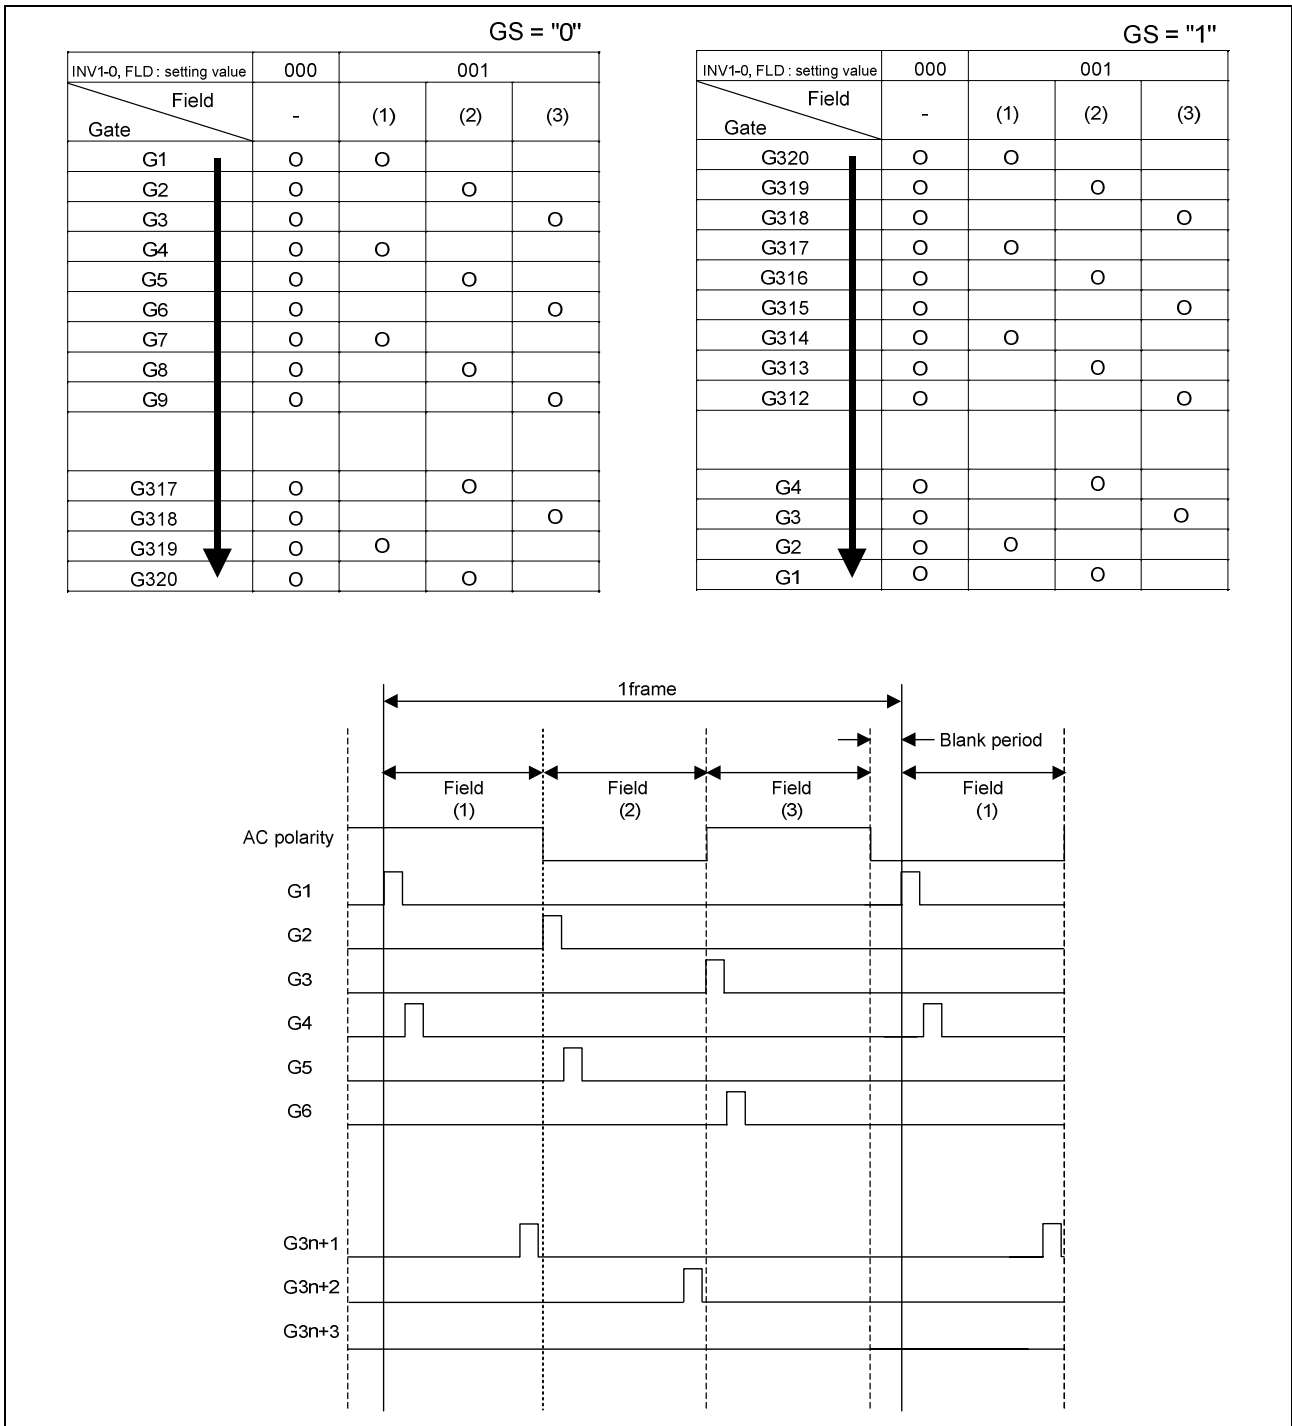 GS = "0"
INV1-0, FLD : setting value 000 001
Field
Gate
- (1) (2) (3)
G1 O O
G2 O O
G3 O O
G4 O O
G5 O O
G6 O O
G7 O O
G8 O O
G9 O O
G317 O O
G318 O O
G319 O O
G320 O O
GS = "1"
INV1-0, FLD : setting value 000 001
Field
Gate
- (1) (2) (3)
G320 O O
G319 O O
G318 O O
G317 O O
G316 O O
G315 O O
G314 O O
G313 O O
G312 O O
G4 O O
G3 O O
G2 O O
G1 O O
1frame
Blank period
Field (1)
Field (2)
Field (3)
Field (1)
AC polarity
G1
G2
G3
G4
G5
G6
G3n+1
G3n+2
G3n+3